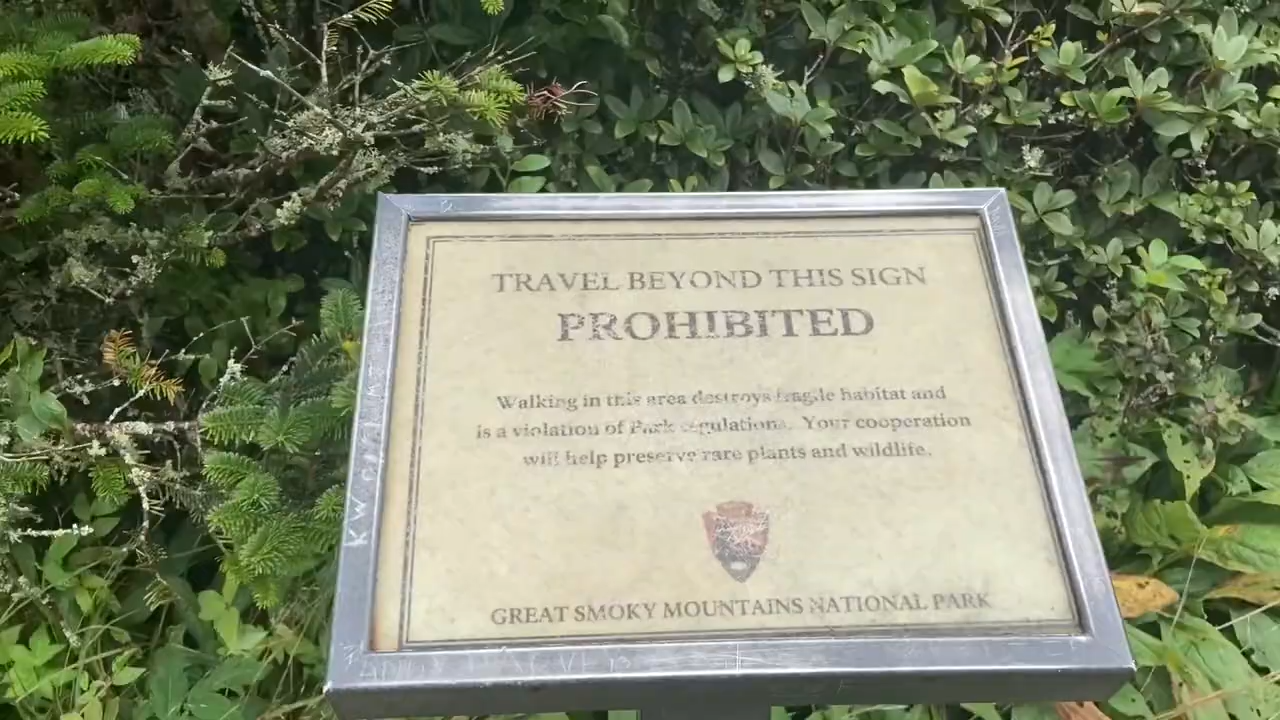 TRAVEL BEYOND THIS SIGN
PROHIBITED
Walking in this area destroys fragile habitat and
is a violation of Park regulations. Your cooperation
will help preserve rare plants and wildlife.
GREAT SMOKY MOUNTAINS NATIONAL PARK